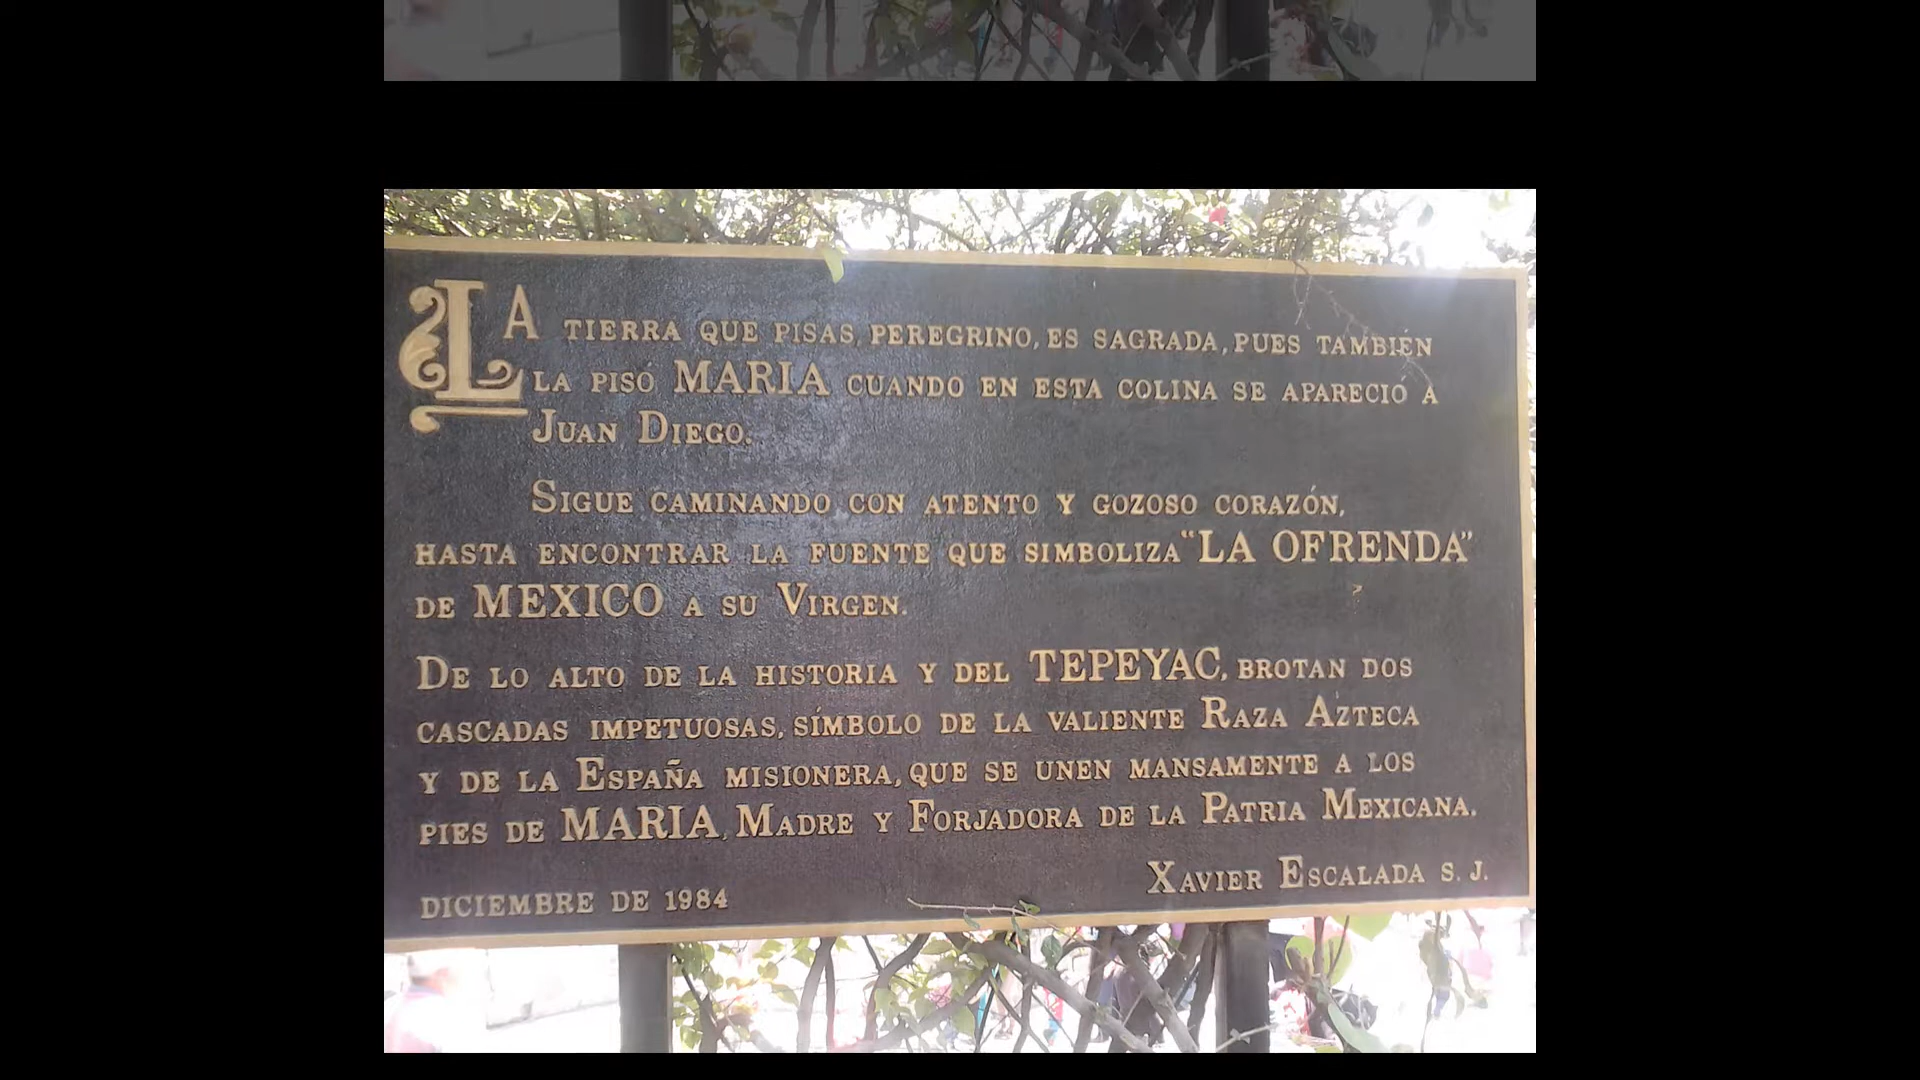 LA TIERRA QUE PISAS, PEREGRINO, ES SAGRADA, PUES TAMBIÉN
LA PISÓ MARIA CUANDO EN ESTA COLINA SE APARECIÓ A
JUAN DIEGO.
SIGUE CAMINANDO CON ATENTO Y GOZOSO CORAZÓN,
HASTA ENCONTRAR LA FUENTE QUE SIMBOLIZA "LA OFRENDA"
DE MEXICO A SU VIRGEN.
DE LO ALTO DE LA HISTORIA Y DEL TEPEYAC, BROTAN DOS
CASCADAS IMPETUOSAS, SÍMBOLO DE LA VALIENTE RAZA AZTECA
Y DE LA ESPAÑA MISIONERA, QUE SE UNEN MANSAMENTE A LOS
PIES DE MARIA, MADRE Y FORJADORA DE LA PATRIA MEXICANA.
XAVIER ESCALADA S. J.
DICIEMBRE DE 1984